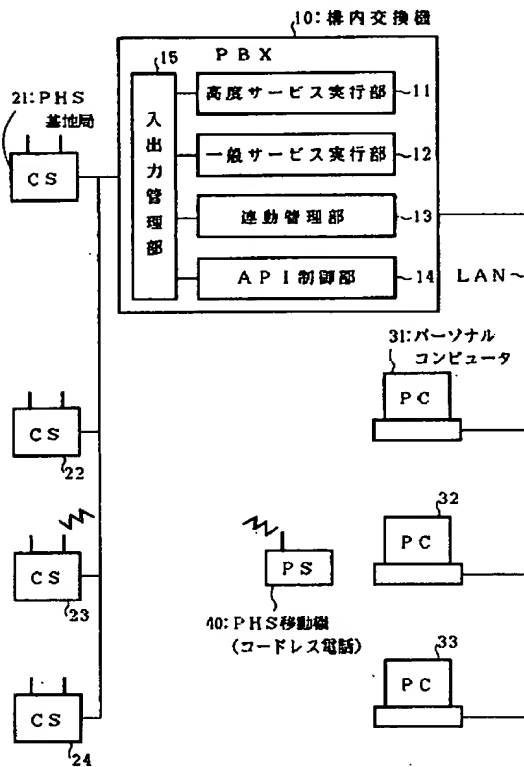 10:構内交換機
PBX
15
21:PHS
基地局
CS
入出力管理部
高度サービス実行部
11
一般サービス実行部
12
連動管理部
13
API制御部
14
LAN
31:パーソナル
コンピュータ
PC
CS
22
32
PC
CS
23
PS
40:PHS移動機
(コードレス電話)
33
PC
CS
24